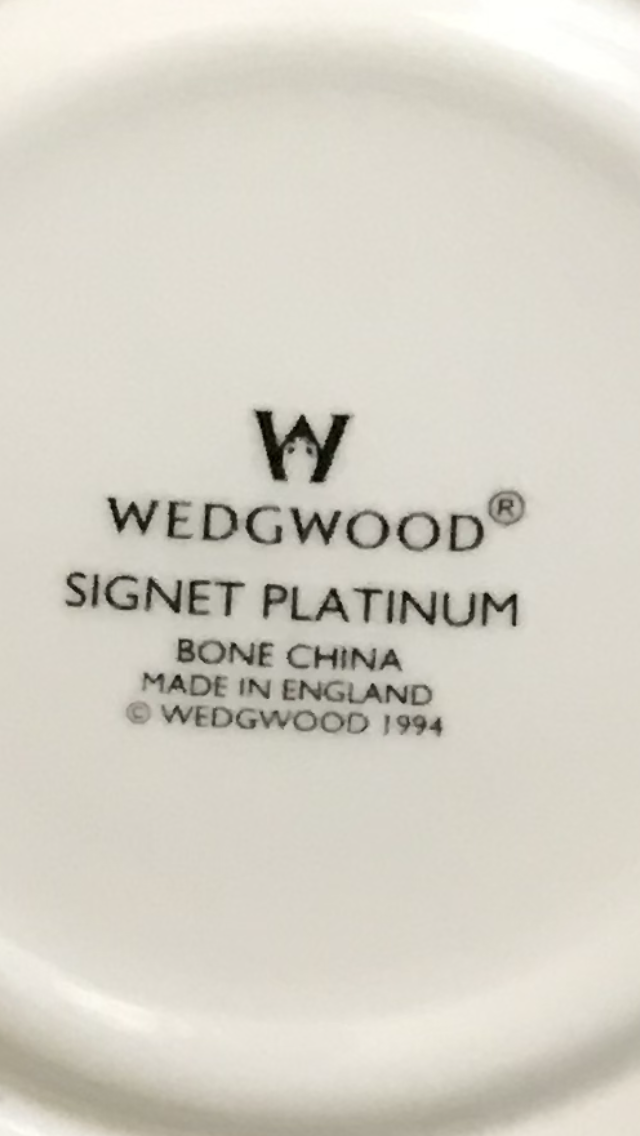 W
WEDGWOOD®
SIGNET PLATINUM
BONE CHINA
MADE IN ENGLAND
© WEDGWOOD 1994